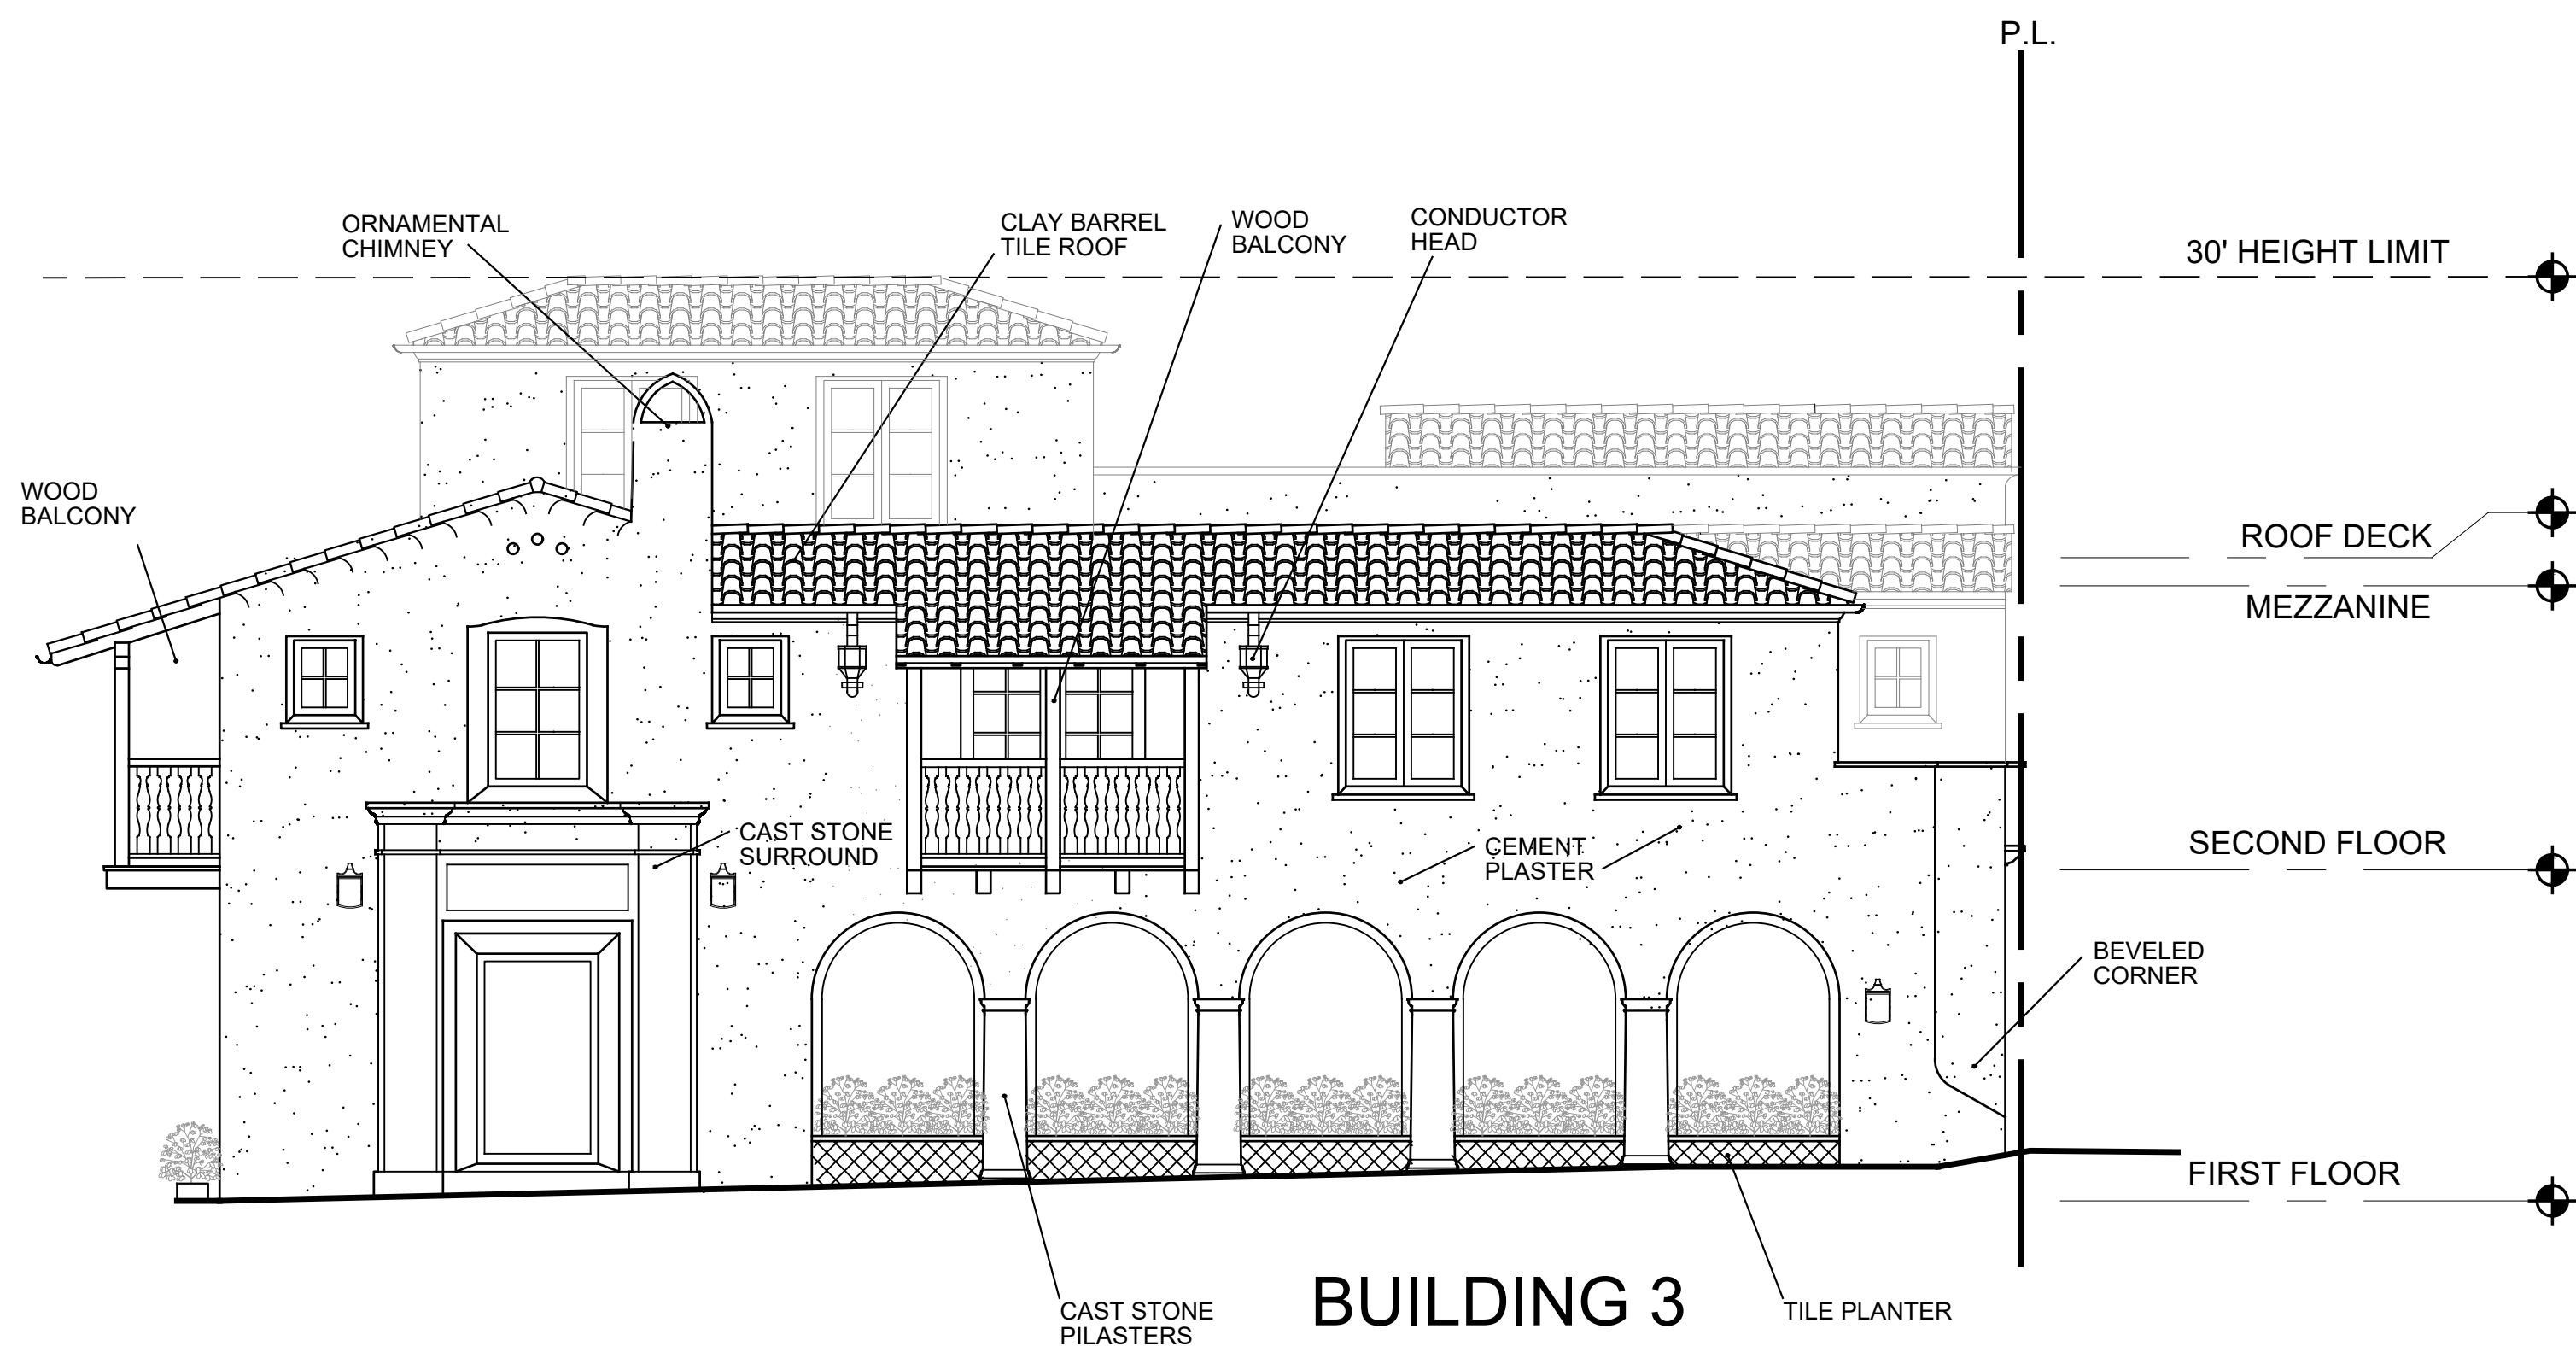 P.L.
ORNAMENTAL
CHIMNEY
CLAY BARREL
TILE ROOF
WOOD
BALCONY
CONDUCTOR
HEAD
30' HEIGHT LIMIT
WOOD
BALCONY
ROOF DECK
MEZZANINE
CAST STONE
SURROUND
CEMENT
PLASTER
SECOND FLOOR
BEVELED
CORNER
FIRST FLOOR
CAST STONE
PILASTERS
BUILDING 3
TILE PLANTER